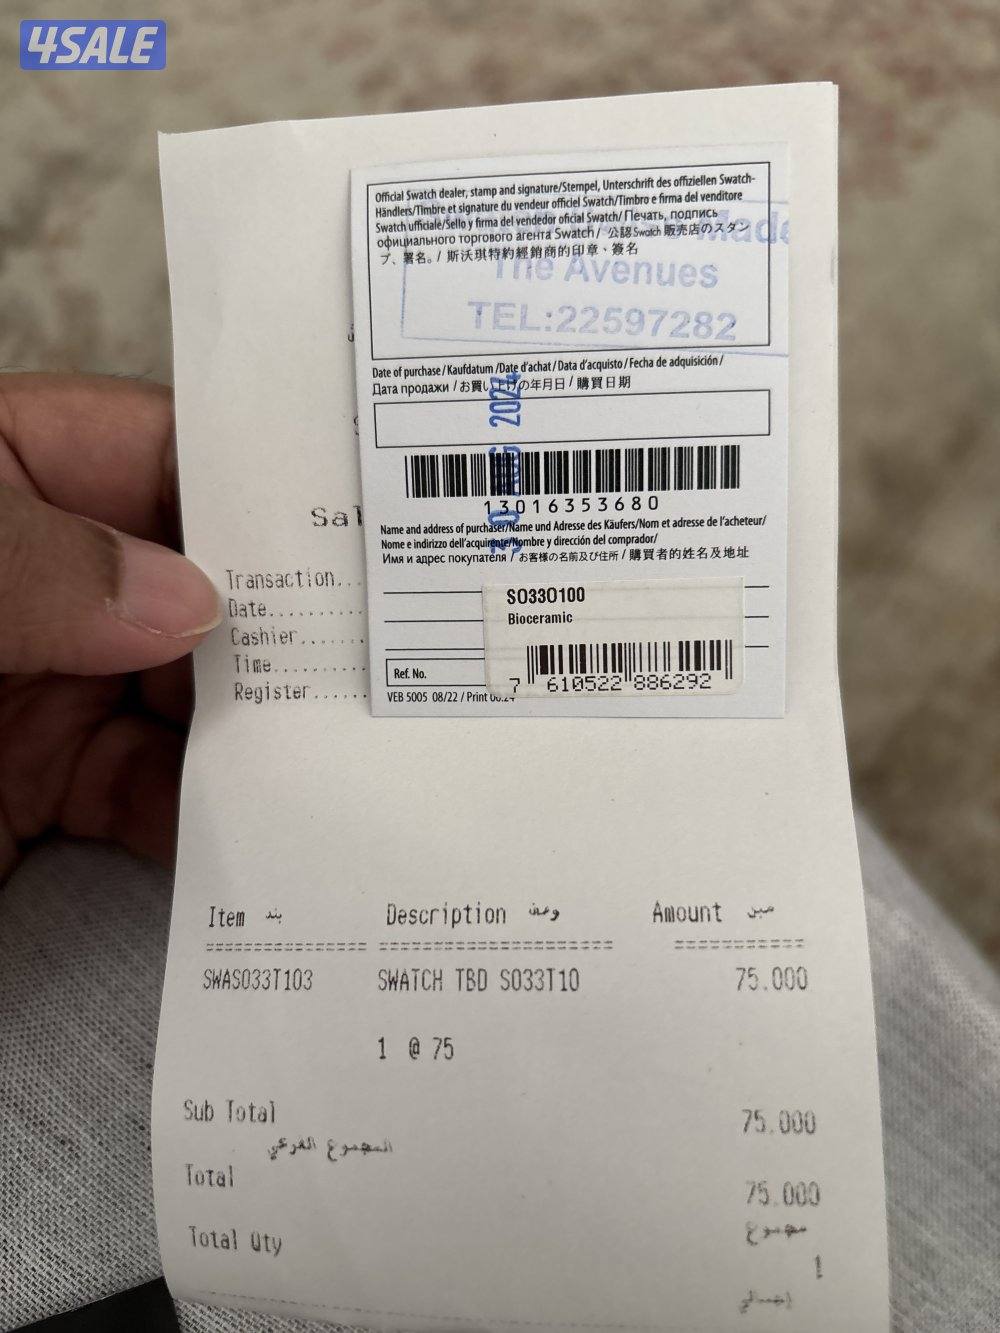 4SALE
Official Swatch dealer, stamp and signature/Stempel, Unterschrift des offiziellen Swatch-
Händlers/Timbre et signature du vendeur officiel Swatch/Timbro e firma del venditore
Swatch ufficiale/Sello y firma del vendedor oficial Swatch/ Печать, подпись
официального торгового агента Swatch/ 公認Swatch 販売店のスタン
プ、署名。/ 斯沃琪特約經銷商的印章、簽名
The Avenues
TEL:22597282
Date of purchase/Kaufdatum /Date d'achat/Data d'acquisto/Fecha de adquisición/
Дата продажи / お買い上げの年月日 / 購買日期
30 AUG 2024
13016353680
Name and address of purchaser/Name und Adresse des Käufers/Nom et adresse de l'acheteur/
Nome e indirizzo dell'acquirente/Nombre y dirección del comprador/
Имя и адрес покупателя / お客様の名前及び住所 / 購買者的姓名及地址
SO33O100
Bioceramic
7 610522 886292
Ref. No.
VEB 5005 08/22 / Print 06.24
Sal
Transaction...
Date..........
Cashier.......
Time..........
Register......
Item بند Description وصف Amount
================ ==================== ===========
SWASO33T103 SWATCH TBD SO33T10 75.000
1 @ 75
Sub Total 75.000
المجموع الفرعي
Total 75.000
مجموع
Total Qty 1